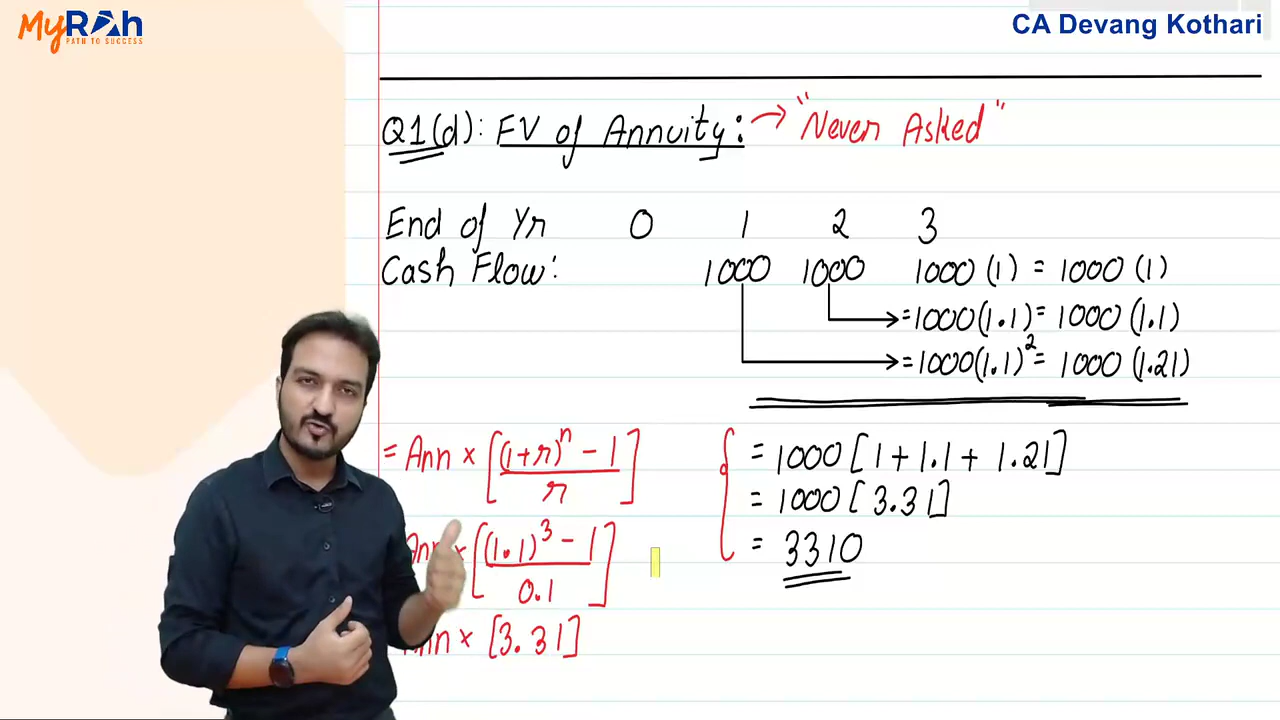 MyRAh
PATH TO SUCCESS
CA Devang Kothari
Q1(d): FV of Annuity: → "Never Asked"
End of Yr 0 1 2 3
Cash Flow: 1000 1000 1000 (1) = 1000 (1)
=1000(1.1)= 1000 (1.1)
=1000(1.1)² = 1000 (1.21)
= Ann × [(1+r)ⁿ - 1 / r]
Ann × [(1.1)³ - 1 / 0.1]
Ann × [3.31]
= 1000 [1 + 1.1 + 1.21]
= 1000 [3.31]
= 3310